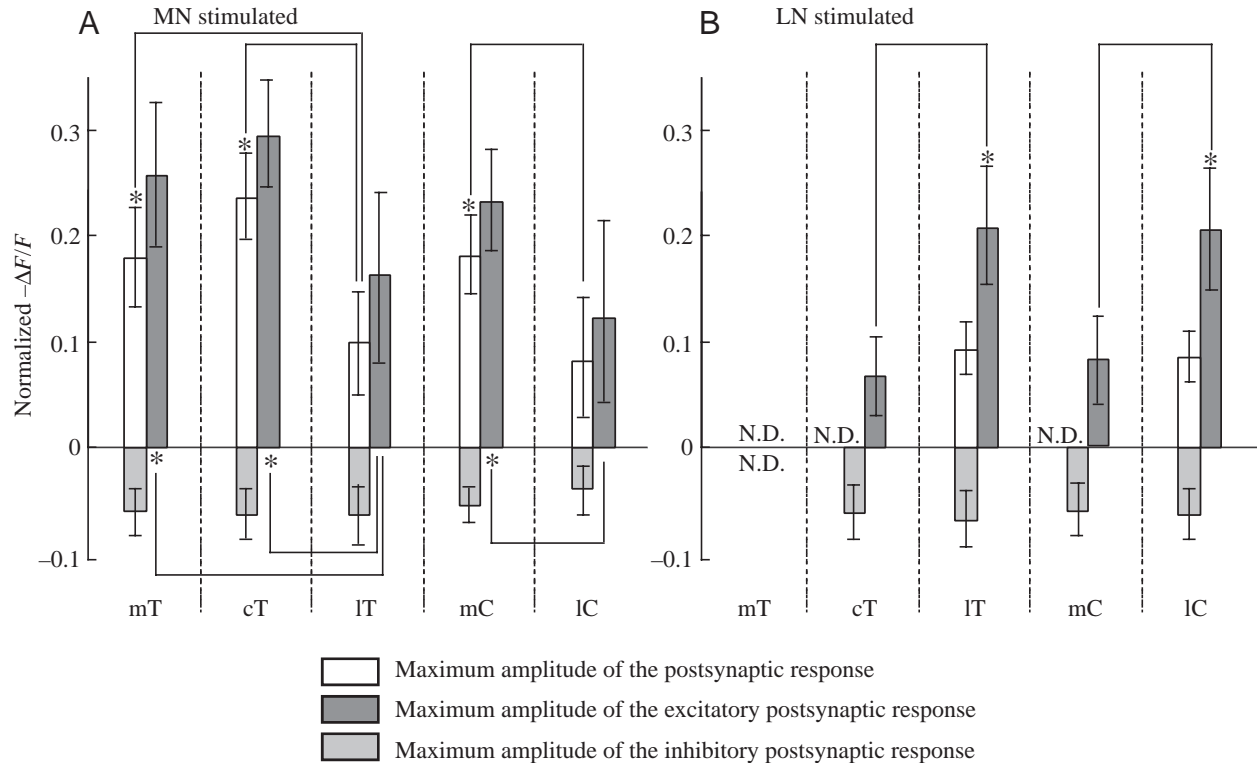 A MN stimulated
B LN stimulated
Normalized –ΔF/F
0.3
0.2
0.1
0
–0.1
*
*
*
*
*
*
mT
cT
lT
mC
lC
0.3
0.2
0.1
0
–0.1
*
*
N.D.
N.D.
N.D.
N.D.
mT
cT
lT
mC
lC
Maximum amplitude of the postsynaptic response
Maximum amplitude of the excitatory postsynaptic response
Maximum amplitude of the inhibitory postsynaptic response